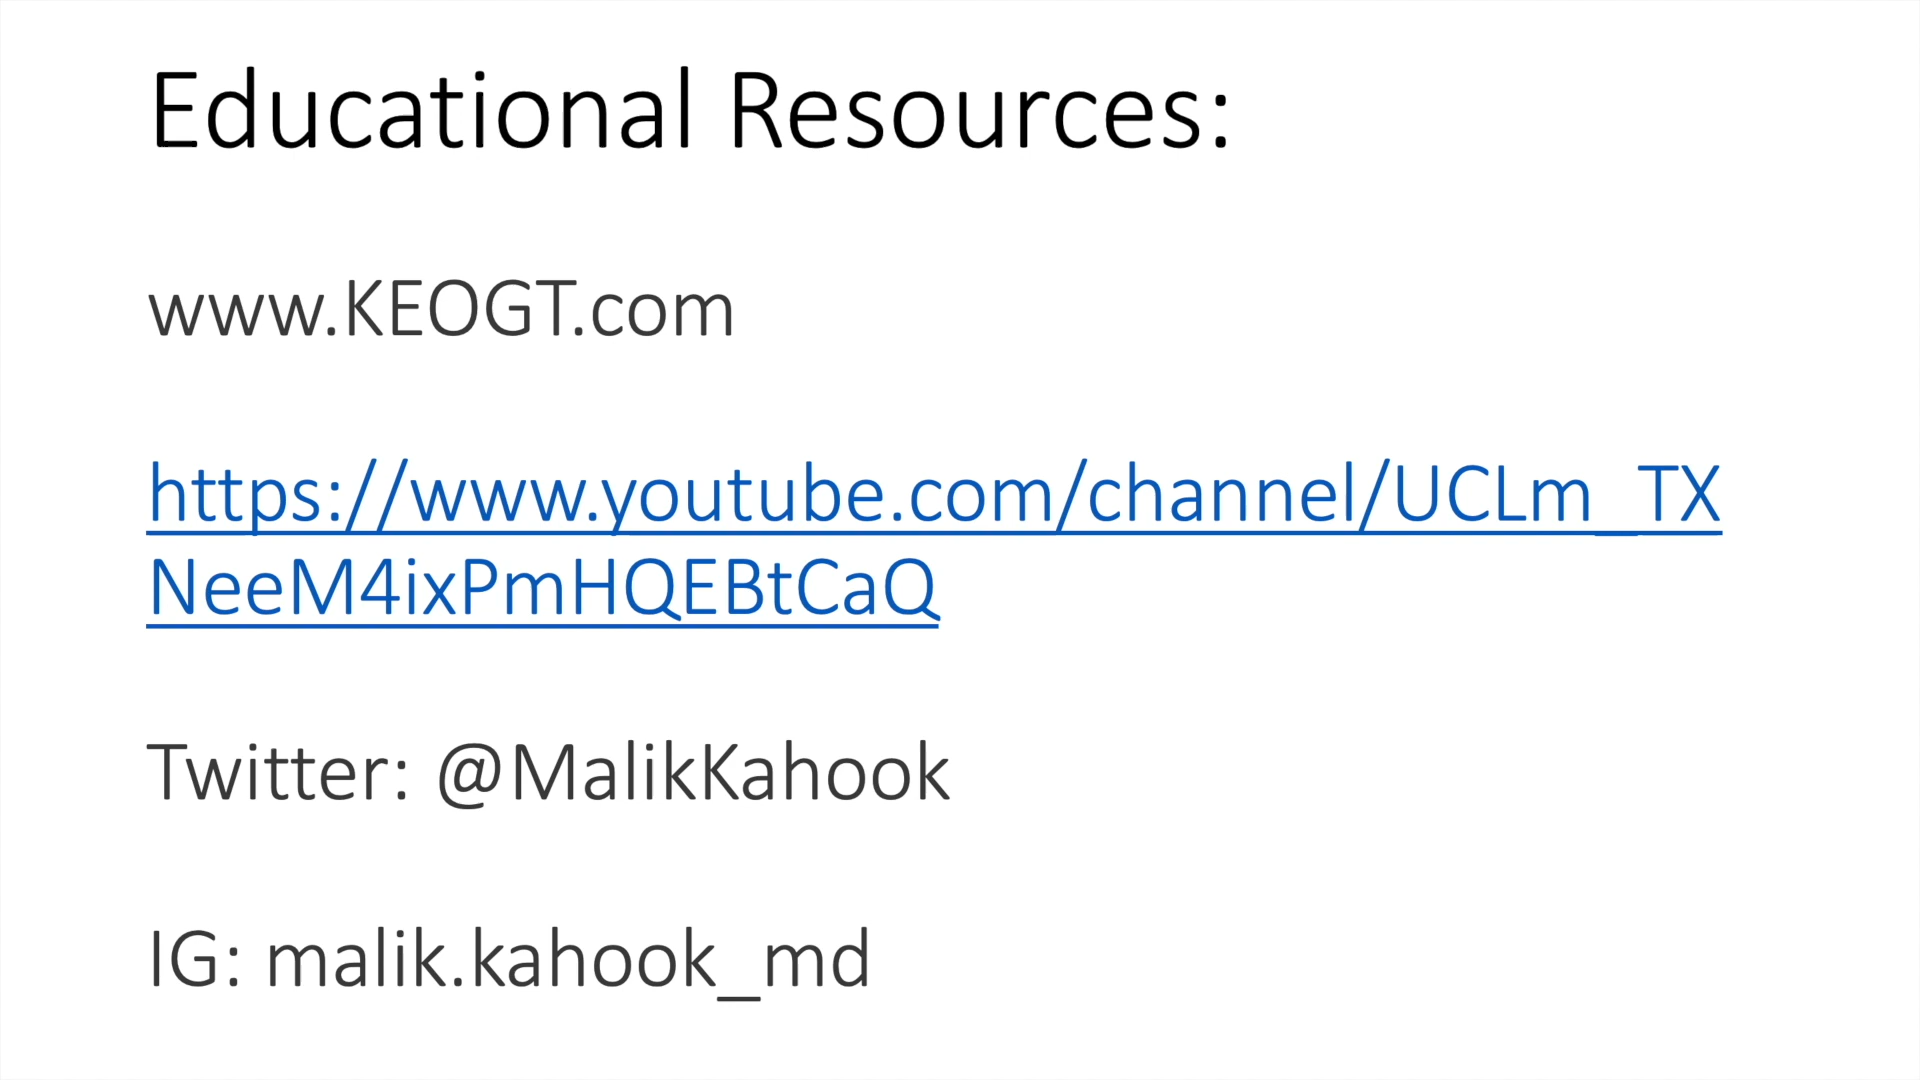 Educational Resources:
www.KEOGT.com
https://www.youtube.com/channel/UCLm_TX
NeeM4ixPmHQEBtCaQ
Twitter: @MalikKahook
IG: malik.kahook_md